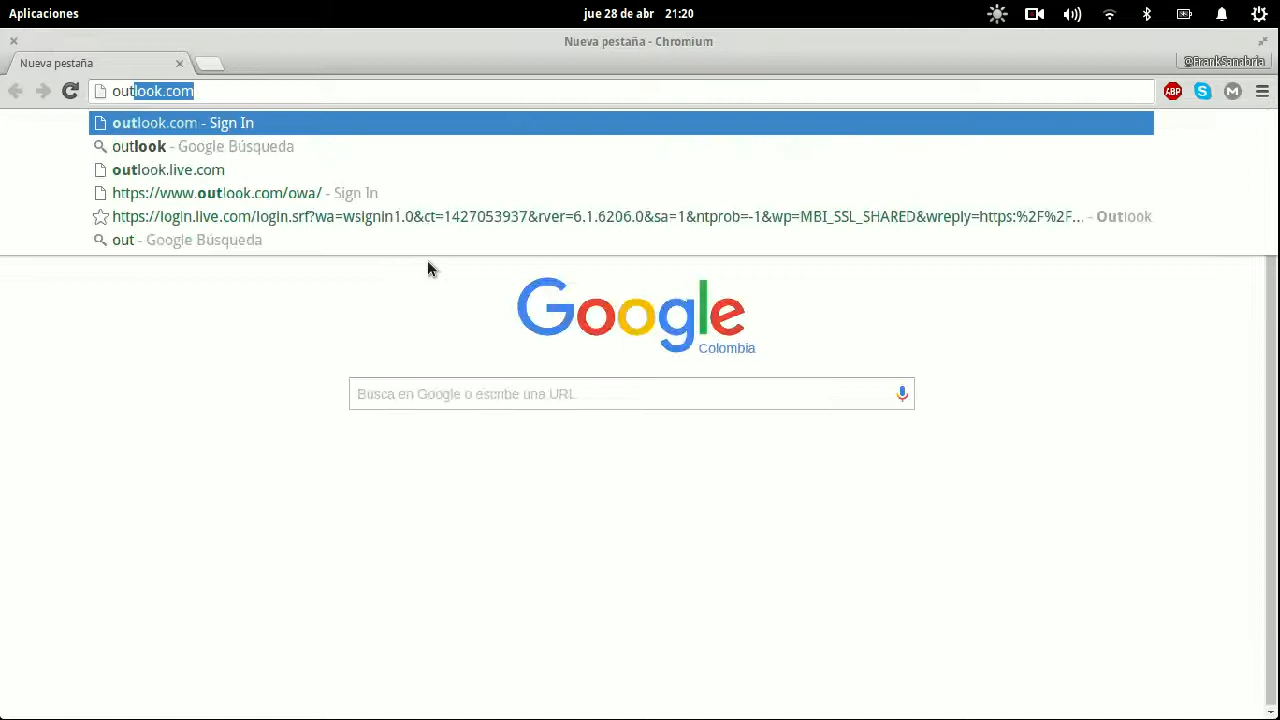 Aplicaciones
jue 28 de abr 21:20
Nueva pestaña - Chromium
Nueva pestaña
@FrankSanabria
outlook.com
ABP
S
M
outlook.com - Sign In
outlook - Google Búsqueda
outlook.live.com
https://www.outlook.com/owa/ - Sign In
https://login.live.com/login.srf?wa=wsignin1.0&ct=1427053937&rver=6.1.6206.0&sa=1&ntprob=-1&wp=MBI_SSL_SHARED&wreply=https:%2F%2F... - Outlook
out - Google Búsqueda
Google
Colombia
Busca en Google o escribe una URL